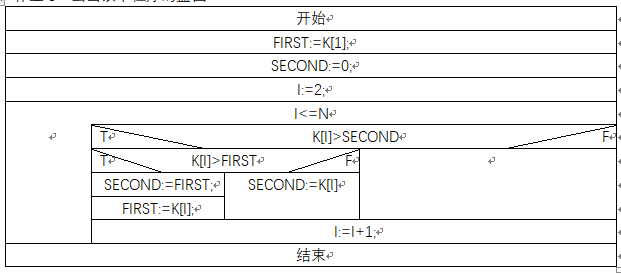 开始
FIRST:=K[1];
SECOND:=0;
I:=2;
I<=N
T K[I]>SECOND F
T K[I]>FIRST F
SECOND:=FIRST; SECOND:=K[I]
FIRST:=K[I];
I:=I+1;
结束